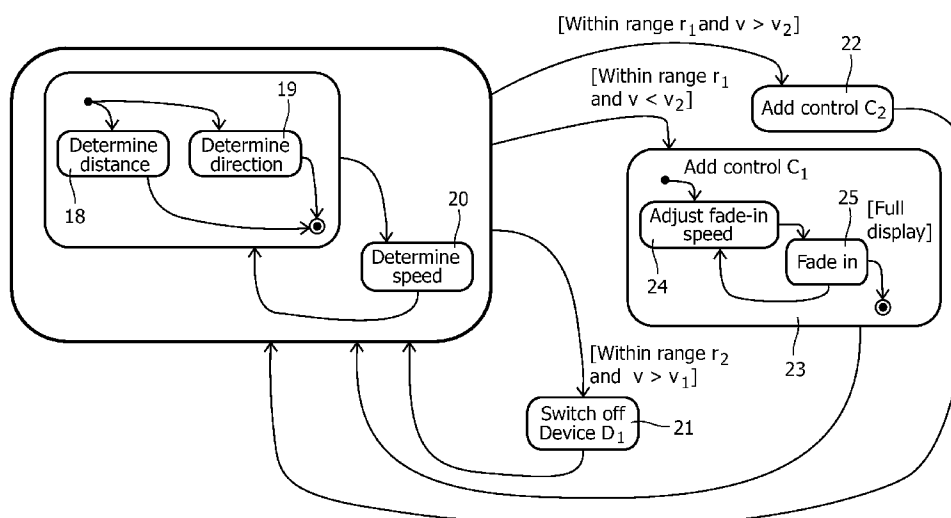 [Within range r₁ and v > v₂]
22
[Within range r₁
and v < v₂]
Add control C₂
19
Determine
distance
Determine
direction
18
20
Determine
speed
Add control C₁
25
[Full
display]
Adjust fade-in
speed
Fade in
24
23
[Within range r₂
and v > v₁]
Switch off
Device D₁
21